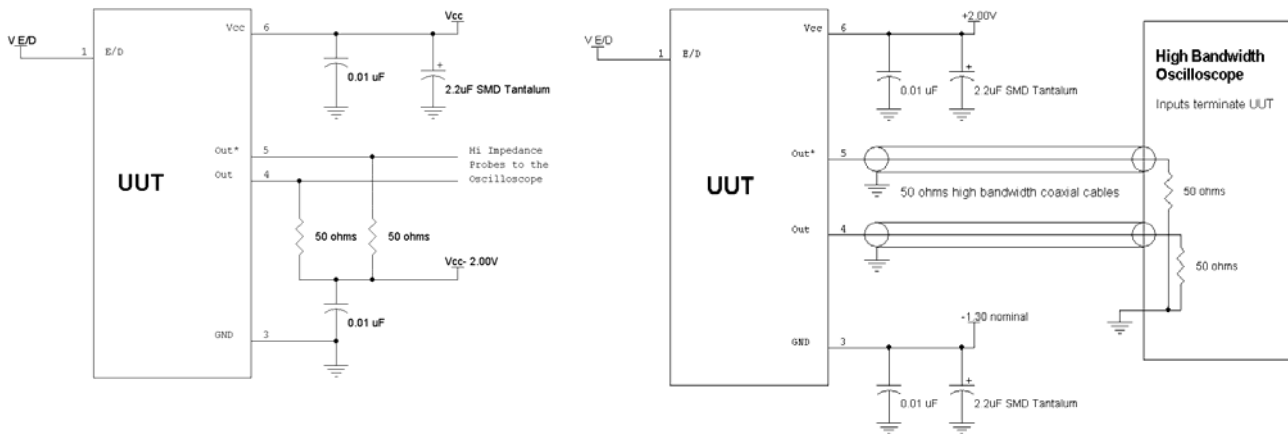 Vcc
V E/D
1
E/D
Vcc
6
0.01 uF
+
2.2uF SMD Tantalum
Out*
5
Out
4
Hi Impedance
Probes to the
Oscilloscope
UUT
50 ohms
50 ohms
Vcc- 2.00V
0.01 uF
GND
3
+2.00V
V E/D
1
E/D
Vcc
6
0.01 uF
+
2.2uF SMD Tantalum
High Bandwidth
Oscilloscope
Inputs terminate UUT
Out*
5
UUT
50 ohms high bandwidth coaxial cables
50 ohms
Out
4
50 ohms
-1.30 nominal
GND
3
0.01 uF
+
2.2uF SMD Tantalum